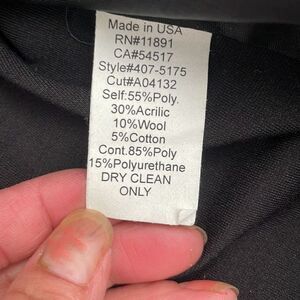 Made in USA
RN#11891
CA#54517
Style#407-5175
Cut#A04132
Self:55%Poly.
30%Acrilic
10%Wool
5%Cotton
Cont.85%Poly
15%Polyurethane
DRY CLEAN
ONLY